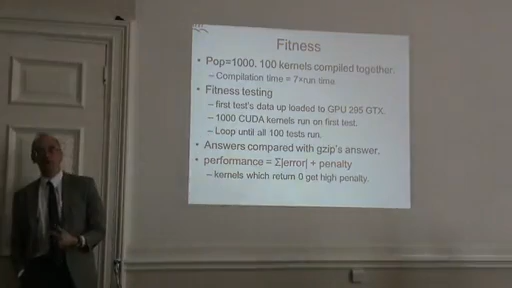 Fitness
• Pop=1000, 100 kernels compiled together.
– Compilation time = 7×run time.
• Fitness testing
– first test's data up loaded to GPU 295 GTX.
– 1000 CUDA kernels run on first test.
– Loop until all 100 tests run.
• Answers compared with gzip's answer.
• performance = Σ|error| + penalty
– kernels which return 0 get high penalty.